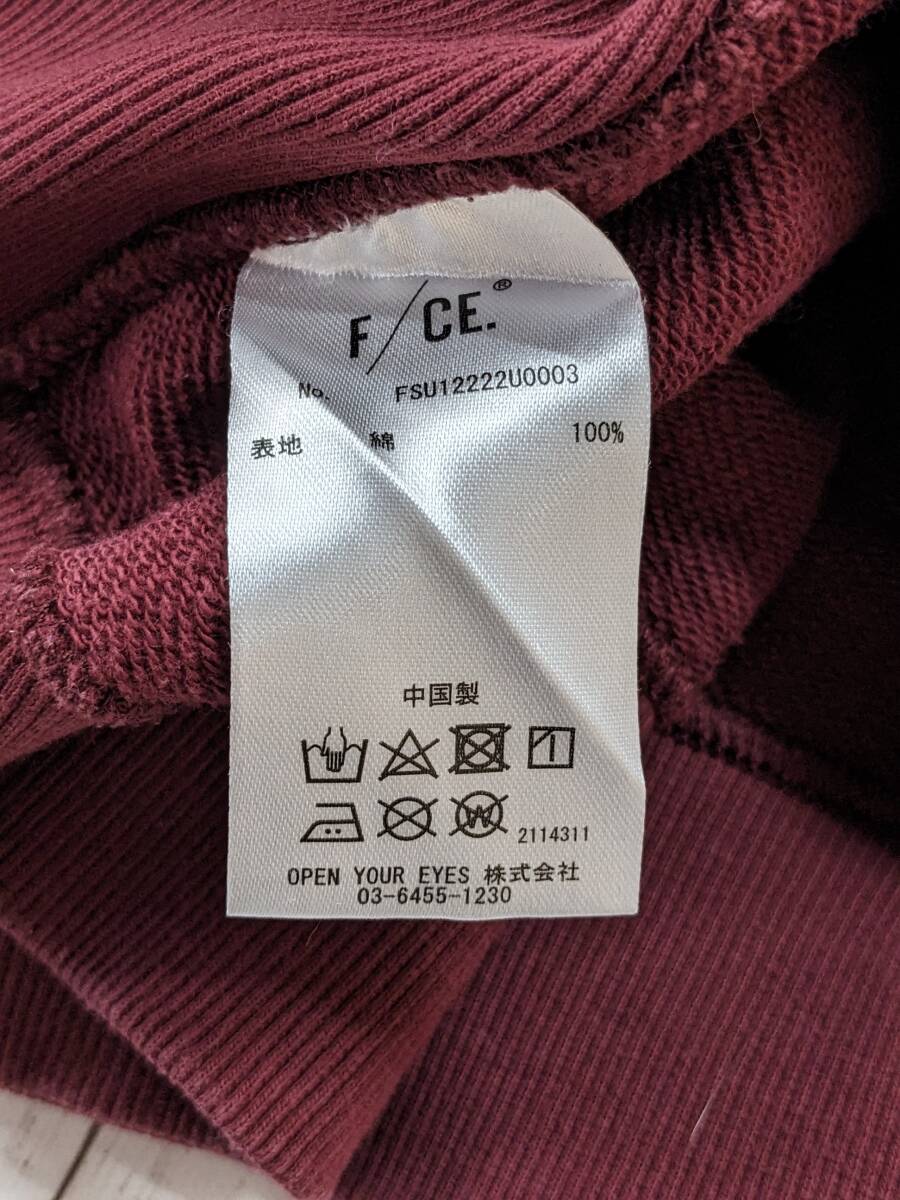 F/CE.®
No. FSU12222U0003
表地 綿 100%
中国製
W
2114311
OPEN YOUR EYES 株式会社
03-6455-1230